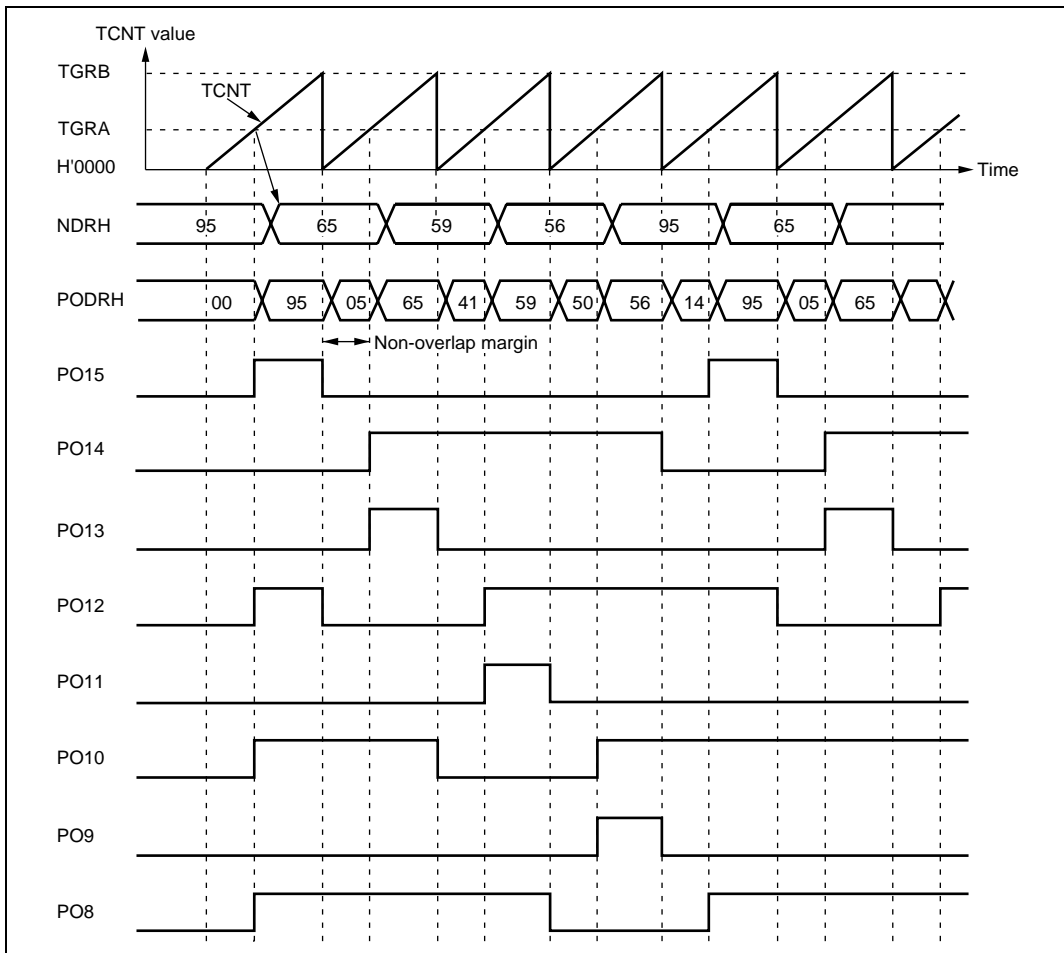 TCNT value
TGRB
TCNT
TGRA
H'0000
Time
NDRH 95 65 59 56 95 65
PODRH 00 95 05 65 41 59 50 56 14 95 05 65
Non-overlap margin
PO15
PO14
PO13
PO12
PO11
PO10
PO9
PO8